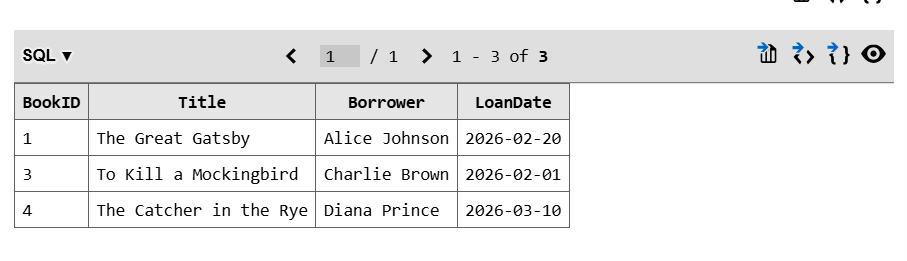 SQL ▼ 1 / 1 1 - 3 of 3
BookID Title Borrower LoanDate
1 The Great Gatsby Alice Johnson 2026-02-20
3 To Kill a Mockingbird Charlie Brown 2026-02-01
4 The Catcher in the Rye Diana Prince 2026-03-10